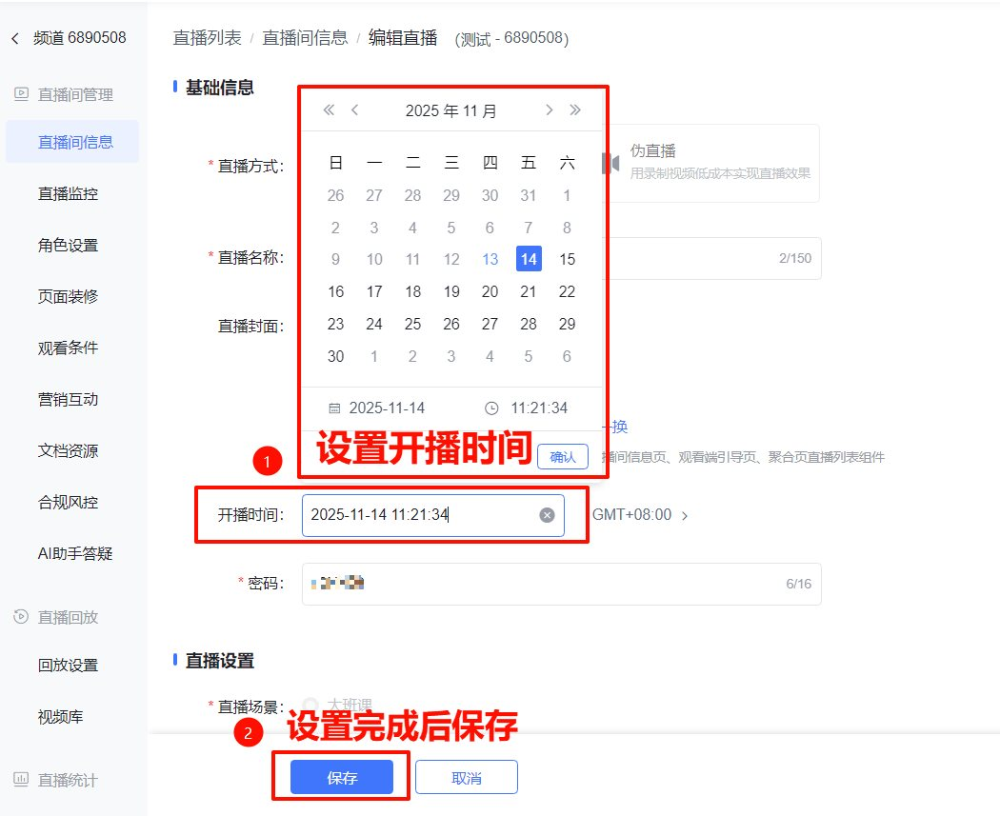 频道 6890508
直播间管理
直播间信息
直播监控
角色设置
页面装修
观看条件
营销互动
文档资源
合规风控
AI助手答疑
直播回放
回放设置
视频库
直播统计
直播列表 / 直播间信息 / 编辑直播 (测试 - 6890508)
基础信息
* 直播方式:
伪直播
用录制视频低成本实现直播效果
* 直播名称:
2/150
直播封面:
2025 年 11 月
日 一 二 三 四 五 六
26 27 28 29 30 31 1
2 3 4 5 6 7 8
9 10 11 12 13 14 15
16 17 18 19 20 21 22
23 24 25 26 27 28 29
30 1 2 3 4 5 6
2025-11-14 11:21:34
换
设置开播时间
确认
播间信息页、观看端引导页、聚合页直播列表组件
1
开播时间: 2025-11-14 11:21:34 GMT+08:00
* 密码:
6/16
直播设置
* 直播场景: 大班课
2 设置完成后保存
保存 取消